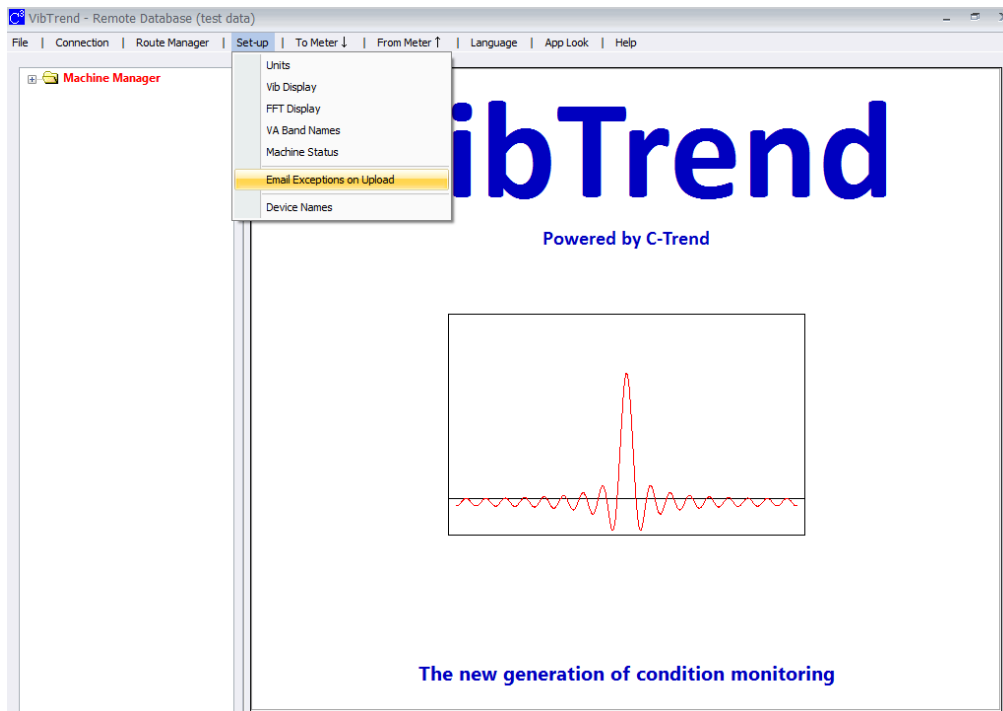 C³ VibTrend - Remote Database (test data)
File | Connection | Route Manager | Set-up | To Meter ↓ | From Meter ↑ | Language | App Look | Help
Machine Manager
Units
Vib Display
FFT Display
VA Band Names
Machine Status
Email Exceptions on Upload
Device Names
ibTrend
Powered by C-Trend
The new generation of condition monitoring